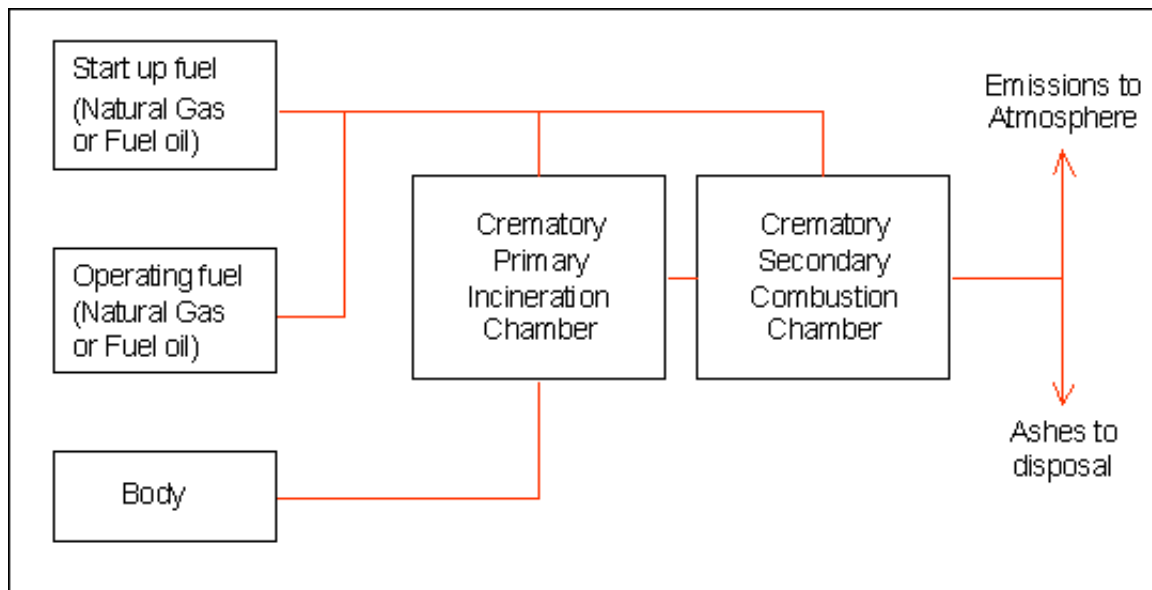 Start up fuel
(Natural Gas
or Fuel oil)
Operating fuel
(Natural Gas
or Fuel oil)
Body
Crematory
Primary
Incineration
Chamber
Crematory
Secondary
Combustion
Chamber
Emissions to
Atmosphere
Ashes to
disposal